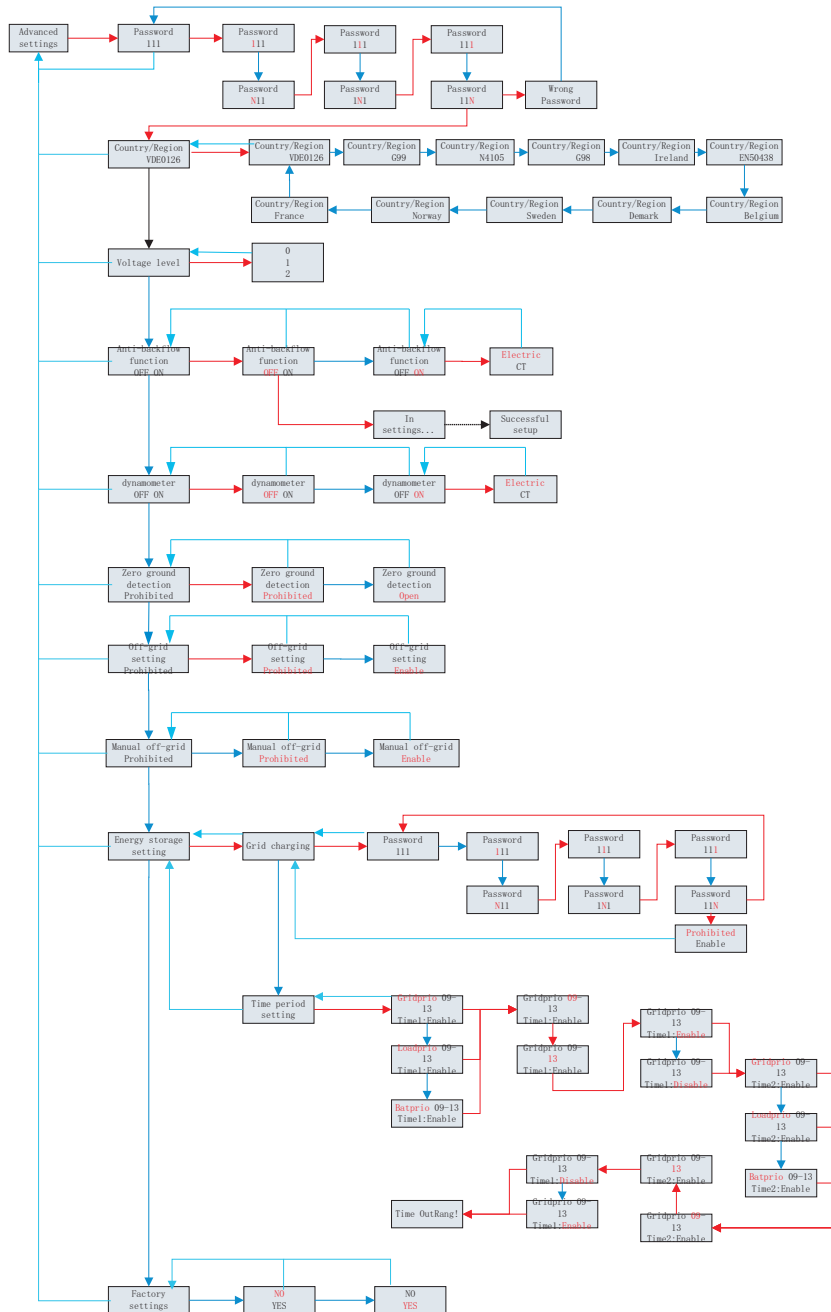 Advanced
settings
Password
111
Password
111
Password
111
Password
111
Password
N11
Password
1N1
Password
11N
Wrong
Password
Country/Region
VDE0126
Country/Region
VDE0126
Country/Region
G99
Country/Region
N4105
Country/Region
G98
Country/Region
Ireland
Country/Region
EN50438
Country/Region
France
Country/Region
Norway
Country/Region
Sweden
Country/Region
Demark
Country/Region
Belgium
Voltage level
0
1
2
Anti-backflow
function
OFF ON
Anti-backflow
function
OFF ON
Anti-backflow
function
OFF ON
Electric
CT
In
settings...
Successful
setup
dynamometer
OFF ON
dynamometer
OFF ON
dynamometer
OFF ON
Electric
CT
Zero ground
detection
Prohibited
Zero ground
detection
Prohibited
Zero ground
detection
Open
Off-grid
setting
Prohibited
Off-grid
setting
Prohibited
Off-grid
setting
Enable
Manual off-grid
Prohibited
Manual off-grid
Prohibited
Manual off-grid
Enable
Energy storage
setting
Grid charging
Password
111
Password
111
Password
111
Password
111
Password
N11
Password
1N1
Password
11N
Prohibited
Enable
Time period
setting
Gridprio 09-
13
Time1:Enable
Gridprio 09-
13
Time1:Enable
Gridprio 09-
13
Time1:Enable
Loadprio 09-
13
Time1:Enable
Gridprio 09-
13
Time1:Enable
Gridprio 09-
13
Time1:Disable
Gridprio 09-
13
Time2:Enable
Batprio 09-13
Time1:Enable
Loadprio 09-
13
Time2:Enable
Gridprio 09-
13
Time1:Disable
Gridprio 09-
13
Time2:Enable
Batprio 09-13
Time2:Enable
Time OutRang!
Gridprio 09-
13
Time1:Enable
Gridprio 09-
13
Time2:Enable
Factory
settings
NO
YES
NO
YES